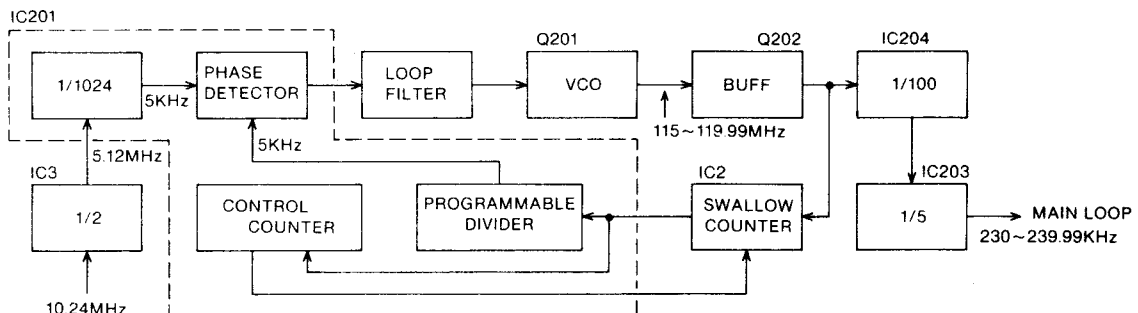 IC201
1/1024
5KHz
PHASE
DETECTOR
LOOP
FILTER
Q201
VCO
115~119.99MHz
Q202
BUFF
IC204
1/100
5.12MHz
IC3
1/2
10.24MHz
CONTROL
COUNTER
5KHz
PROGRAMMABLE
DIVIDER
IC2
SWALLOW
COUNTER
IC203
1/5
MAIN LOOP
230~239.99KHz